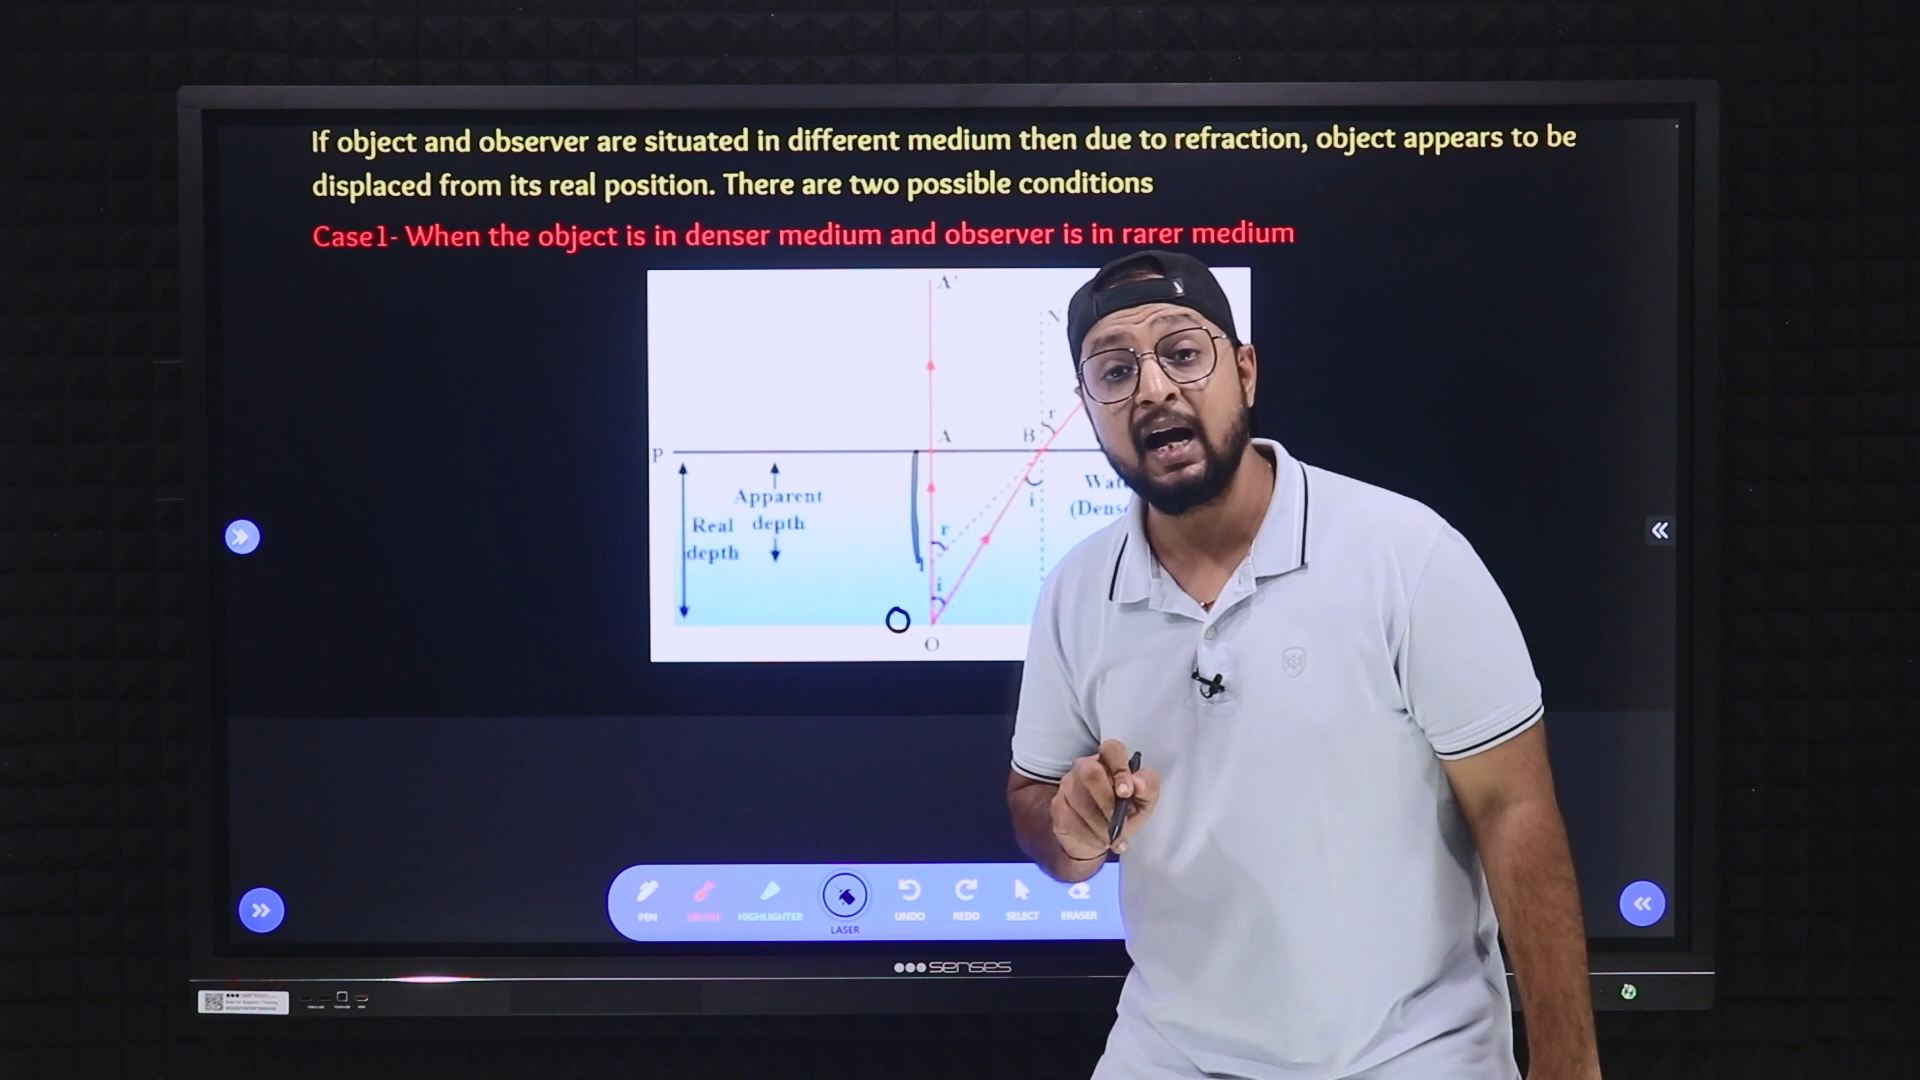 If object and observer are situated in different medium then due to refraction, object appears to be
displaced from its real position. There are two possible conditions
Case1- When the object is in denser medium and observer is in rarer medium
A'
N
r
A
B
P
Apparent
depth
Real
depth
i
r
I
i
O
O
PEN
BRUSH
HIGHLIGHTER
LASER
UNDO
REDO
SELECT
ERASER
senses